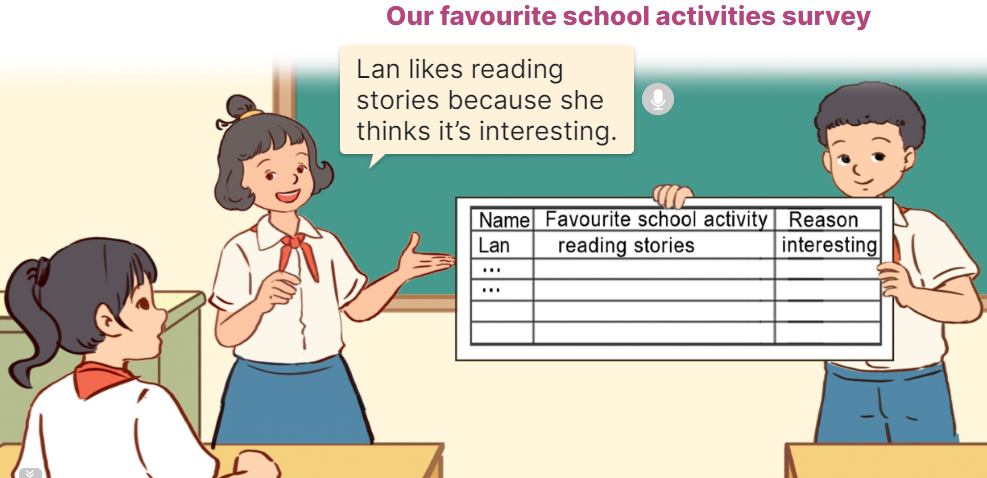 Our favourite school activities survey
Lan likes reading
stories because she
thinks it's interesting.
Name Favourite school activity Reason
Lan reading stories interesting
...
...